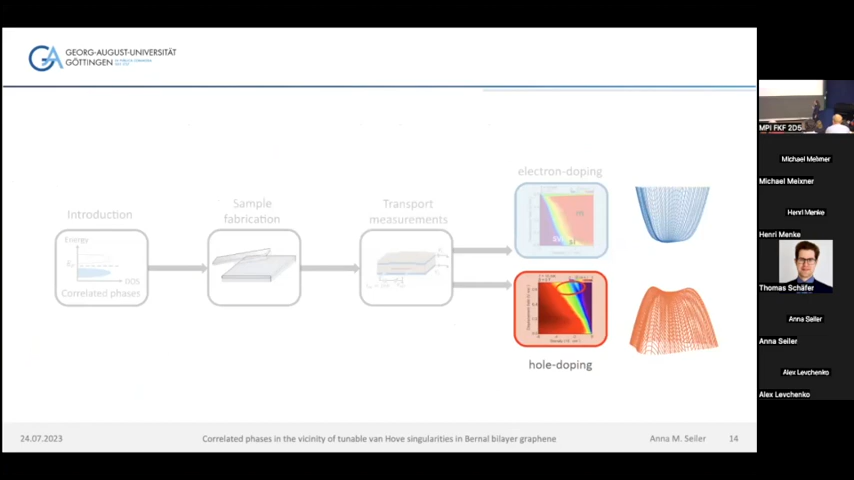 GEORG-AUGUST-UNIVERSITÄT
GÖTTINGEN
electron-doping
Sample
fabrication
Transport
measurements
Introduction
Energy
DOS
Correlated phases
hole-doping
24.07.2023
Correlated phases in the vicinity of tunable van Hove singularities in Bernal bilayer graphene
Anna M. Seiler
14
MPI FKF 2D5
Michael Meixner
Michael Meixner
Henri Menke
Henri Menke
Thomas Schäfer
Anna Seiler
Anna Seiler
Alex Levchenko
Alex Levchenko